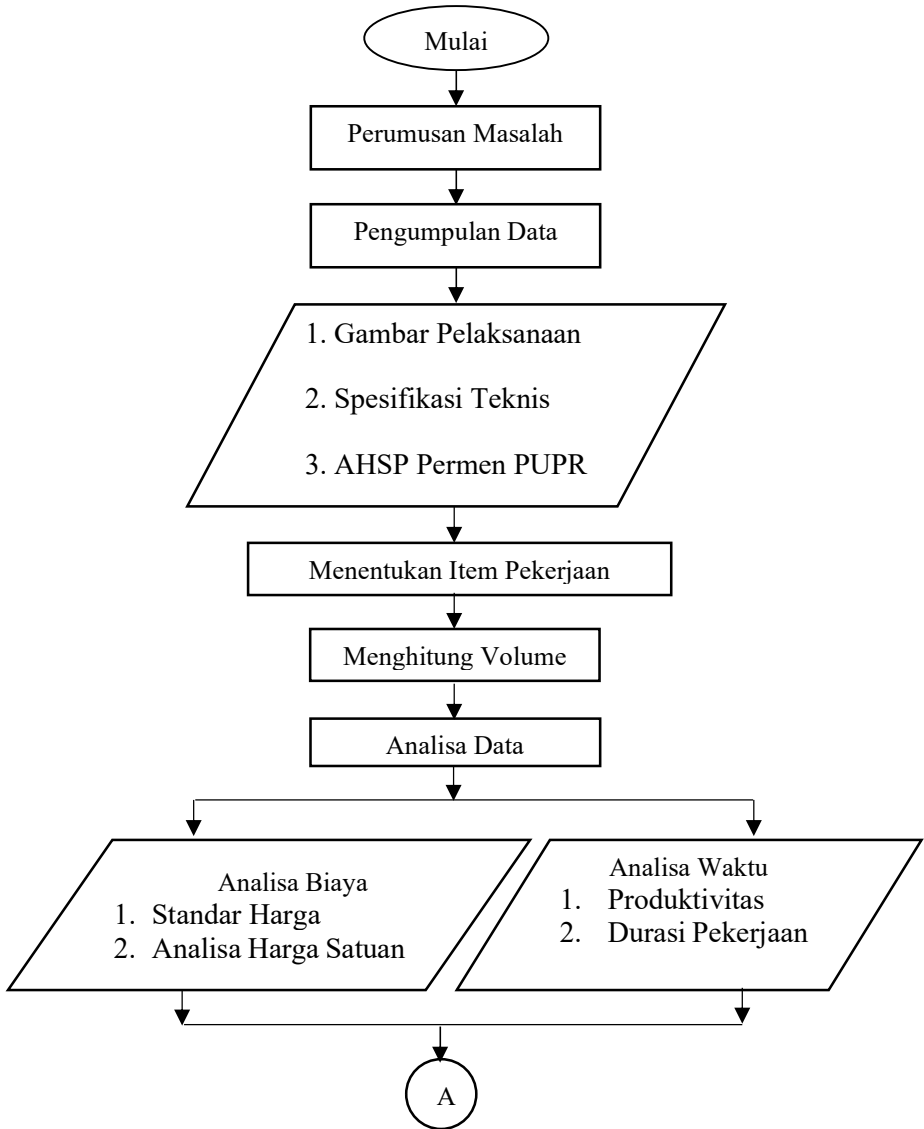 Mulai
Perumusan Masalah
Pengumpulan Data
1. Gambar Pelaksanaan
2. Spesifikasi Teknis
3. AHSP Permen PUPR
Menentukan Item Pekerjaan
Menghitung Volume
Analisa Data
Analisa Biaya
1. Standar Harga
2. Analisa Harga Satuan
Analisa Waktu
1. Produktivitas
2. Durasi Pekerjaan
A